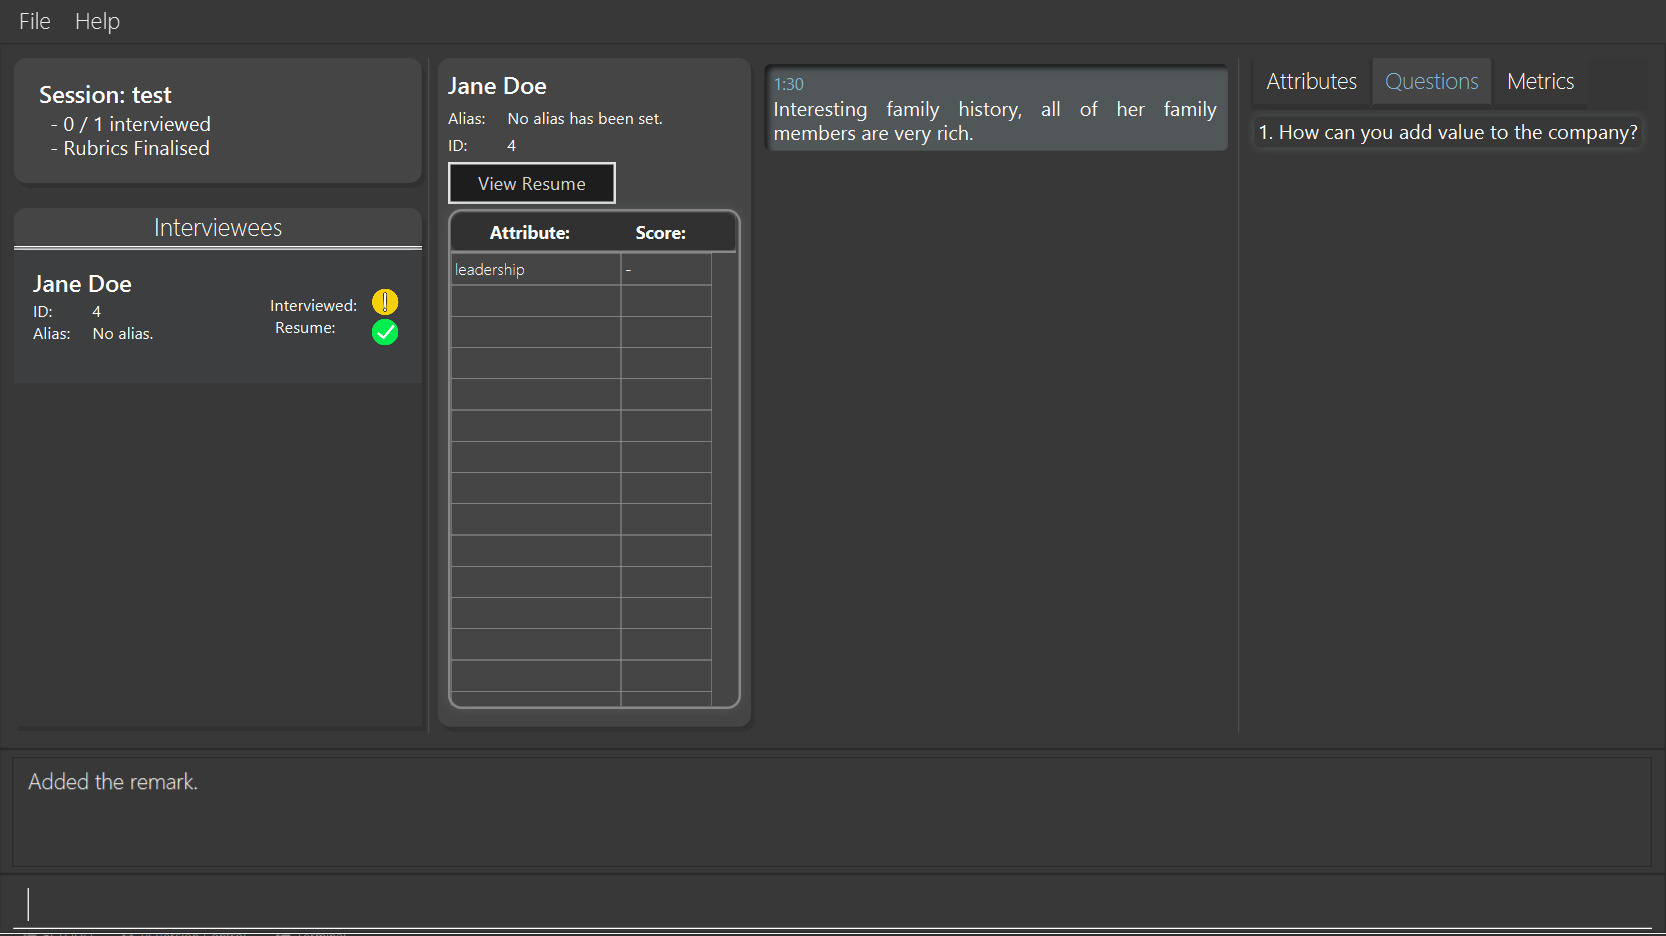 File Help
Session: test
- 0 / 1 interviewed
- Rubrics Finalised
Interviewees
Jane Doe
ID: 4
Alias: No alias.
Interviewed:
Resume:
Jane Doe
Alias: No alias has been set.
ID: 4
View Resume
Attribute: Score:
leadership -
1:30
Interesting family history, all of her family
members are very rich.
Attributes Questions Metrics
1. How can you add value to the company?
Added the remark.